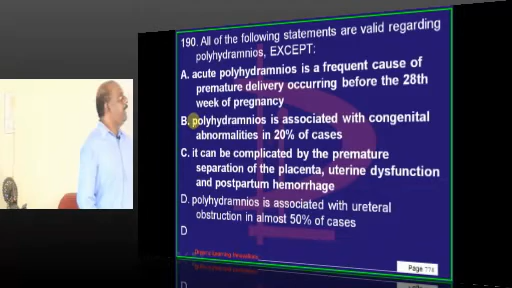 190. All of the following statements are valid regarding
polyhydramnios, EXCEPT:
A. acute polyhydramnios is a frequent cause of
premature delivery occurring before the 28th
week of pregnancy
B. polyhydramnios is associated with congenital
abnormalities in 20% of cases
C. it can be complicated by the premature
separation of the placenta, uterine dysfunction
and postpartum hemorrhage
D. polyhydramnios is associated with ureteral
obstruction in almost 50% of cases
D
Page 774